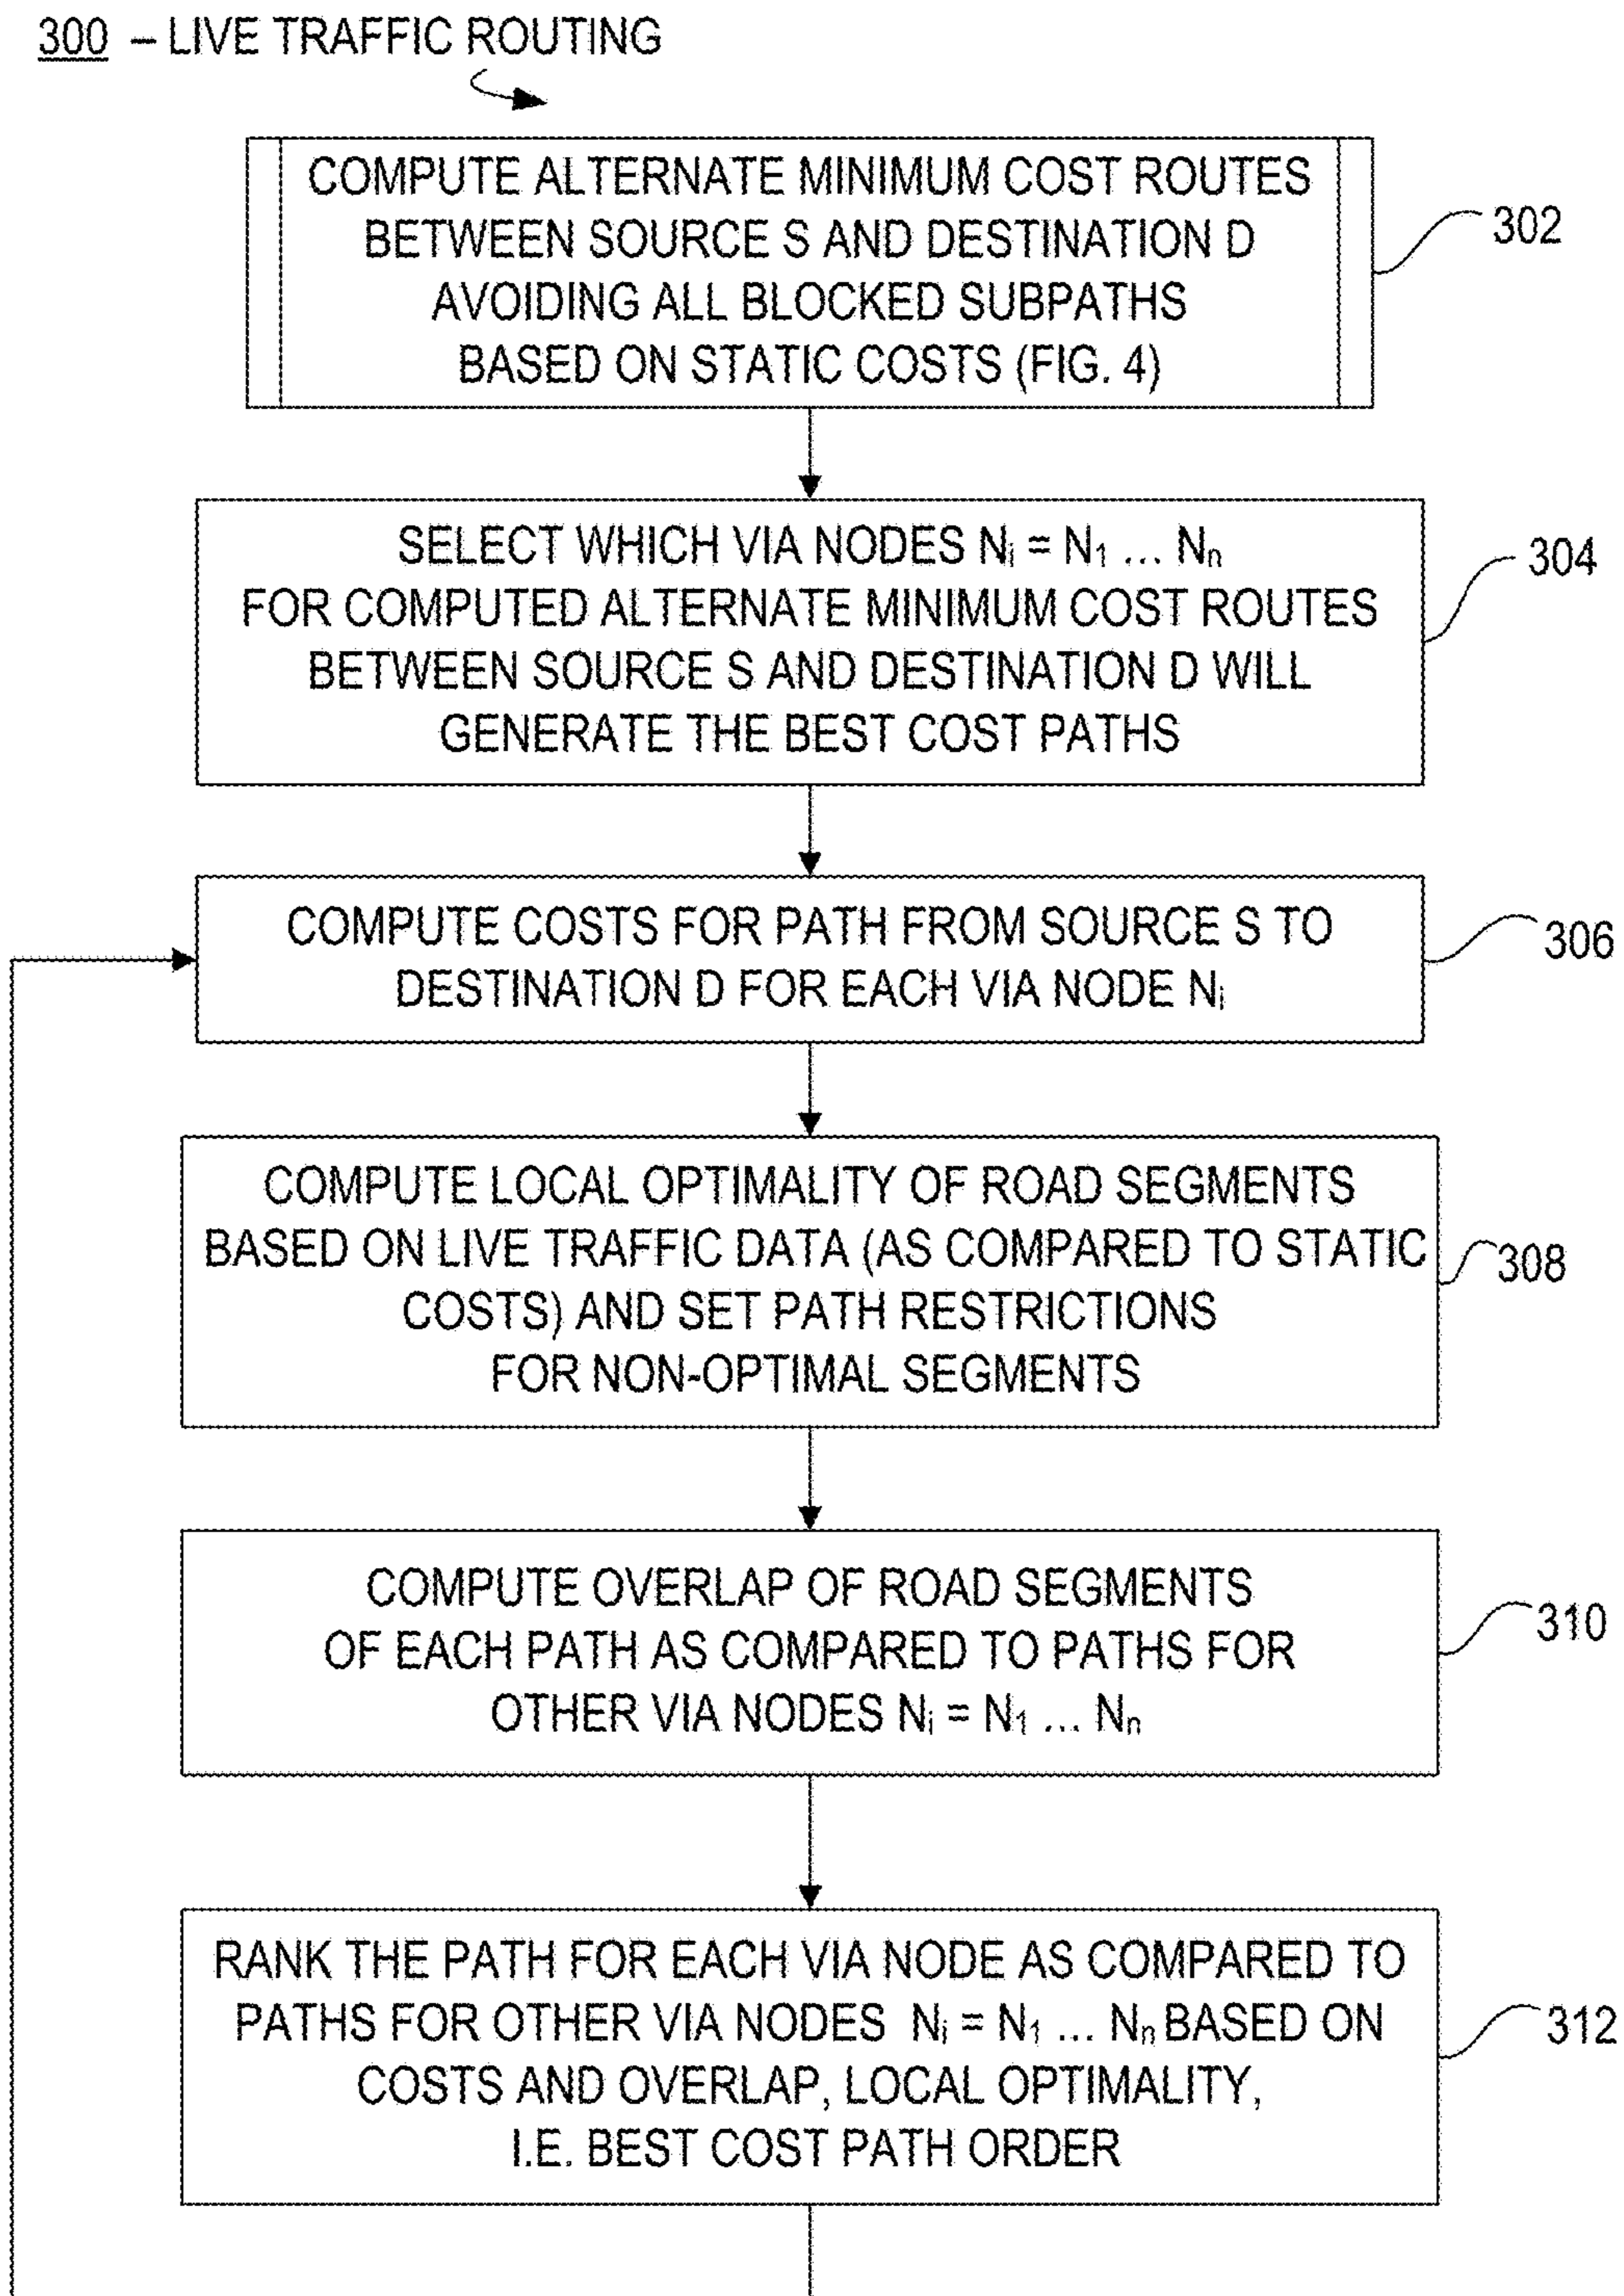 300 – LIVE TRAFFIC ROUTING
COMPUTE ALTERNATE MINIMUM COST ROUTES
BETWEEN SOURCE S AND DESTINATION D
AVOIDING ALL BLOCKED SUBPATHS
BASED ON STATIC COSTS (FIG. 4)
302
SELECT WHICH VIA NODES Nᵢ = N₁ ... Nₙ
FOR COMPUTED ALTERNATE MINIMUM COST ROUTES
BETWEEN SOURCE S AND DESTINATION D WILL
GENERATE THE BEST COST PATHS
304
COMPUTE COSTS FOR PATH FROM SOURCE S TO
DESTINATION D FOR EACH VIA NODE Nᵢ
306
COMPUTE LOCAL OPTIMALITY OF ROAD SEGMENTS
BASED ON LIVE TRAFFIC DATA (AS COMPARED TO STATIC
COSTS) AND SET PATH RESTRICTIONS
FOR NON-OPTIMAL SEGMENTS
308
COMPUTE OVERLAP OF ROAD SEGMENTS
OF EACH PATH AS COMPARED TO PATHS FOR
OTHER VIA NODES Nᵢ = N₁ ... Nₙ
310
RANK THE PATH FOR EACH VIA NODE AS COMPARED TO
PATHS FOR OTHER VIA NODES Nᵢ = N₁ ... Nₙ BASED ON
COSTS AND OVERLAP, LOCAL OPTIMALITY,
I.E. BEST COST PATH ORDER
312